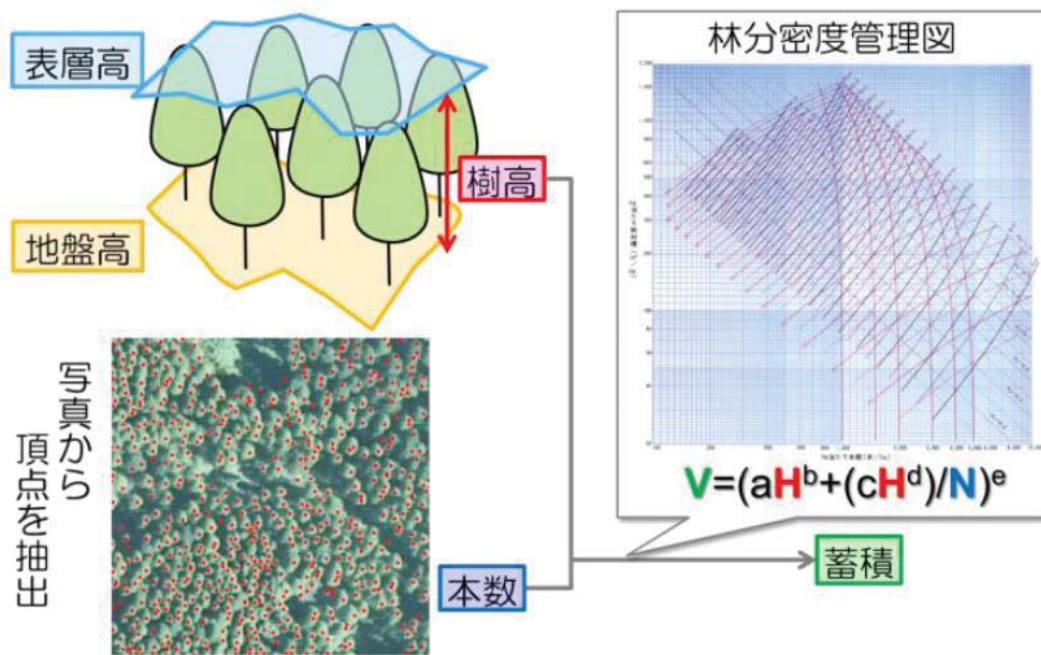 表層高
樹高
地盤高
写真から
頂点を抽出
本数
林分密度管理図
V=(aH^b+(cH^d)/N)^e
蓄積